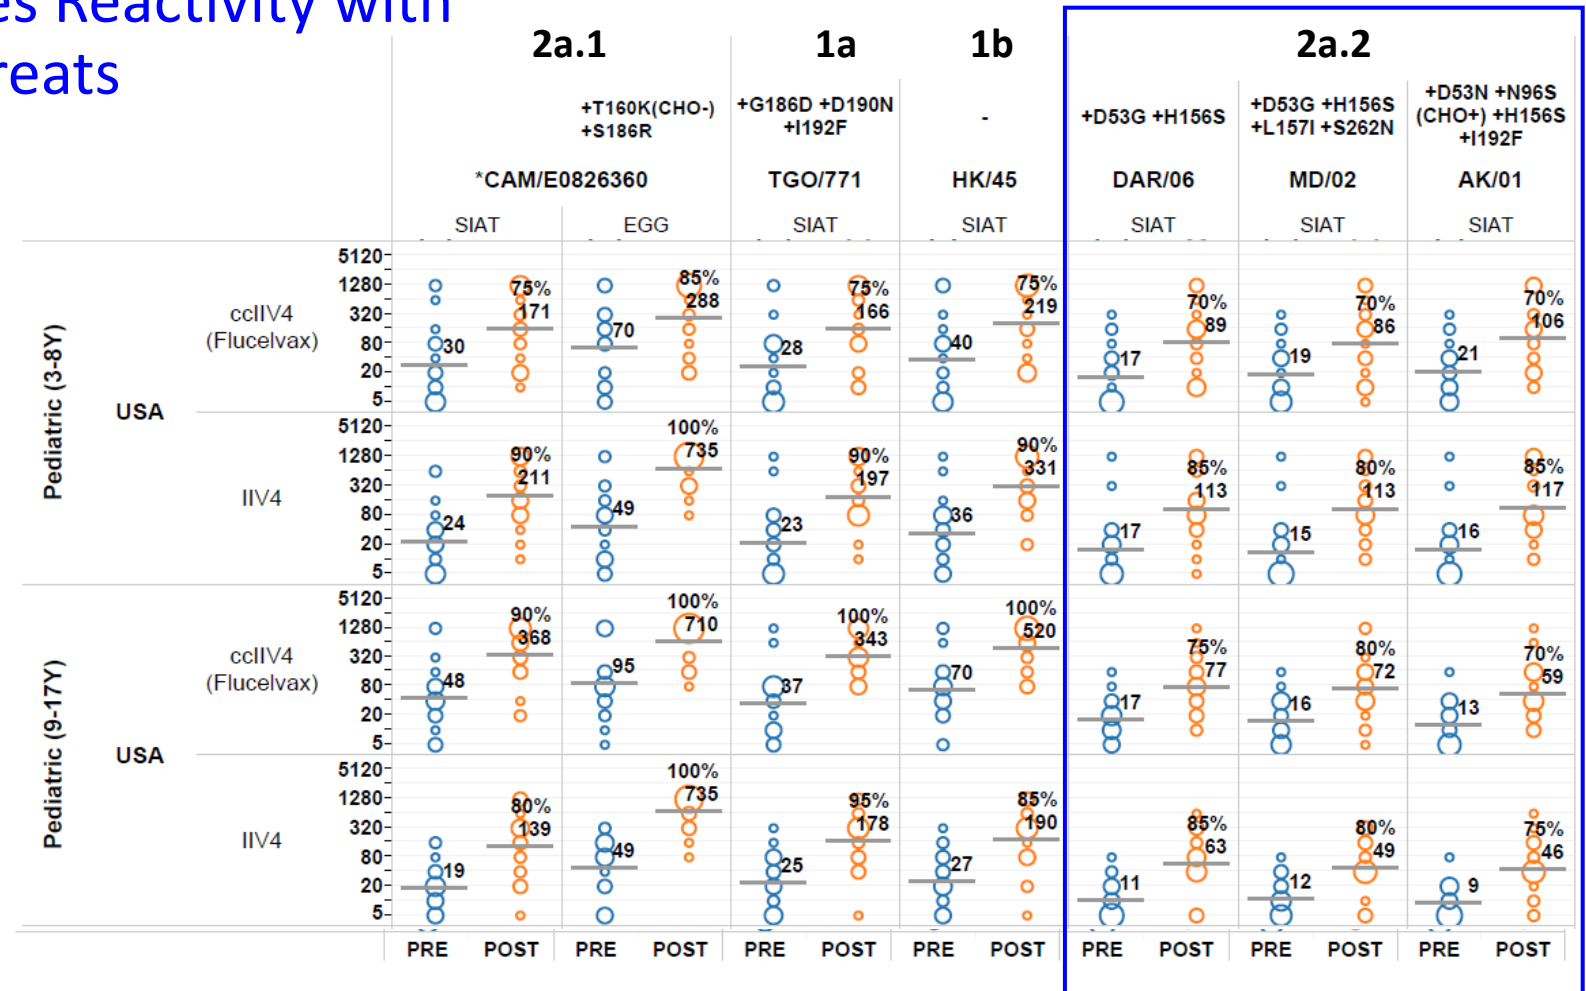 es Reactivity with
reats
2a.1
1a
1b
2a.2
+T160K(CHO-)
+S186R
+G186D +D190N
+I192F
-
+D53G +H156S
+D53G +H156S
+L157I +S262N
+D53N +N96S
(CHO+) +H156S
+I192F
*CAM/E0826360
TGO/771
HK/45
DAR/06
MD/02
AK/01
SIAT
EGG
SIAT
SIAT
SIAT
SIAT
SIAT
Pediatric (3-8Y)
USA
ccIIV4
(Flucelvax)
5120
1280
320
80
20
5
30
75%
171
70
85%
288
28
75%
166
40
75%
219
17
70%
89
19
70%
86
21
70%
106
IIV4
5120
1280
320
80
20
5
24
90%
211
49
100%
735
23
90%
197
36
90%
331
17
85%
113
15
80%
113
16
85%
117
Pediatric (9-17Y)
USA
ccIIV4
(Flucelvax)
5120
1280
320
80
20
5
48
90%
368
95
100%
710
37
100%
343
70
100%
520
17
75%
77
16
80%
72
13
70%
59
IIV4
5120
1280
320
80
20
5
19
80%
139
49
100%
735
25
95%
178
27
85%
190
11
85%
63
12
80%
49
9
75%
46
PRE POST PRE POST PRE POST PRE POST PRE POST PRE POST PRE POST